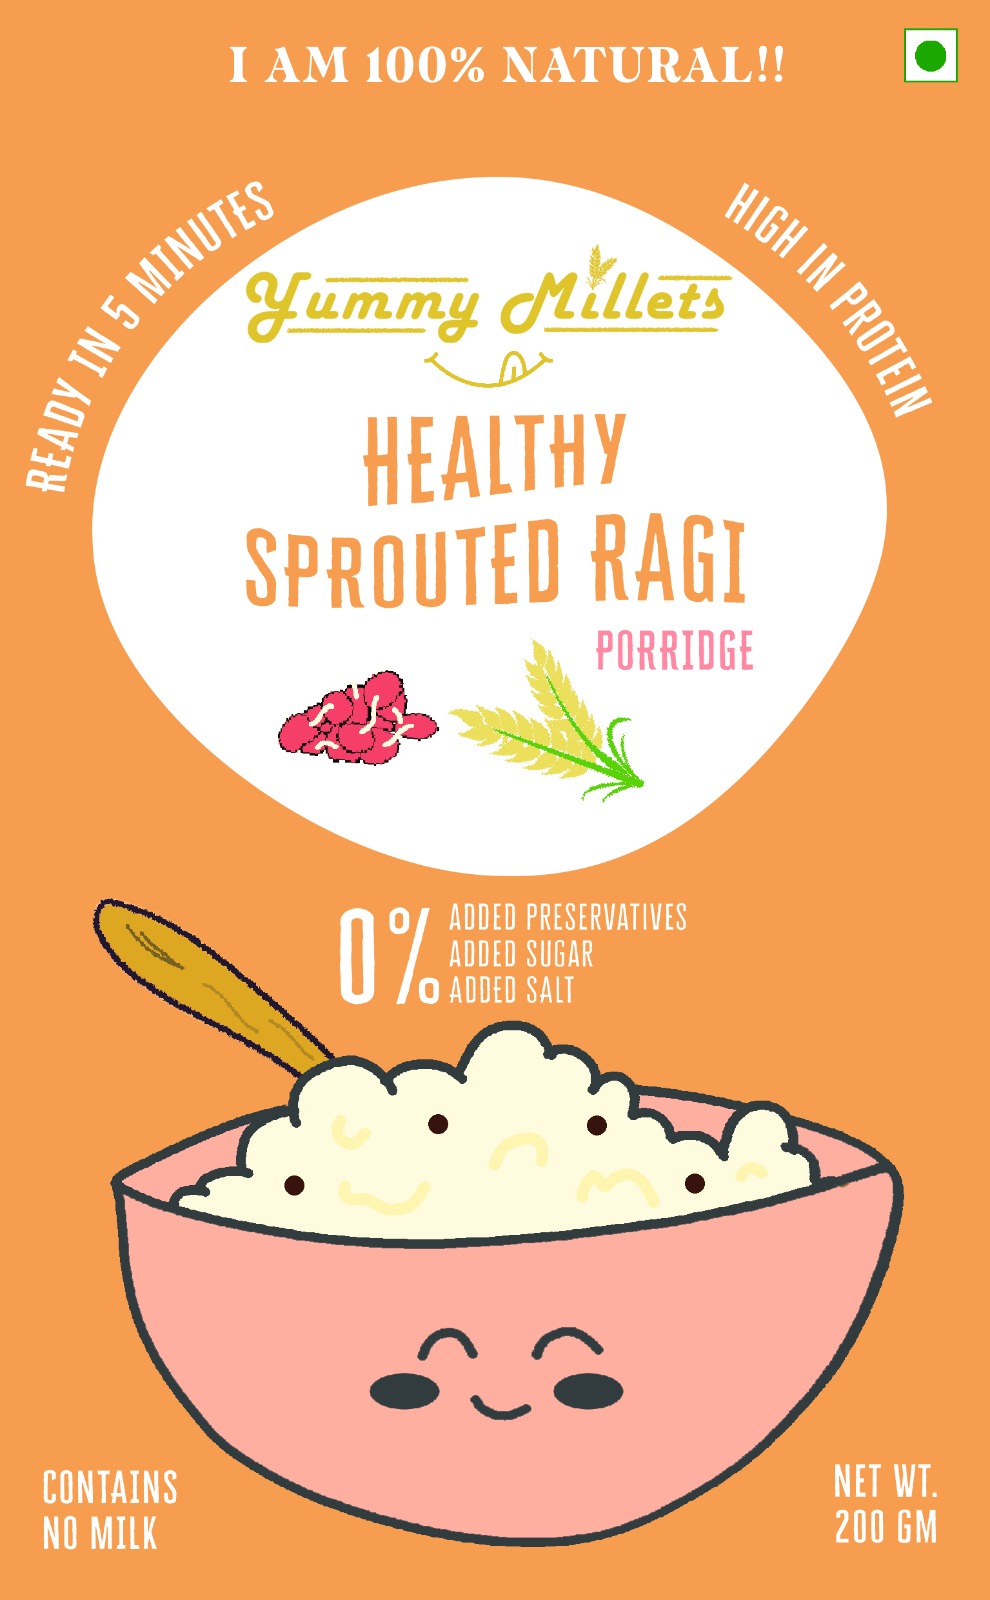 I AM 100% NATURAL!!
READY IN 5 MINUTES
HIGH IN PROTEIN
Yummy Millets
HEALTHY
SPROUTED RAGI
PORRIDGE
0%
ADDED PRESERVATIVES
ADDED SUGAR
ADDED SALT
CONTAINS
NO MILK
NET WT.
200 GM